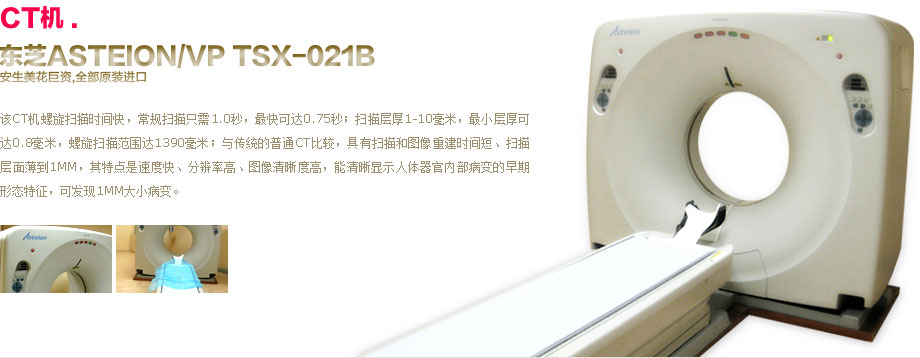 CT机 .
东芝ASTEION/VP TSX-021B
安生美花巨资,全部原装进口
该CT机螺旋扫描时间快，常规扫描只需1.0秒，最快可达0.75秒；扫描层厚1-10毫米，最小层厚可
达0.8毫米，螺旋扫描范围达1390毫米；与传统的普通CT比较，具有扫描和图像重建时间短、扫描
层面薄到1MM，其特点是速度快、分辨率高、图像清晰度高，能清晰显示人体器官内部病变的早期
形态特征，可发现1MM大小病变。
Asteion
Asteion